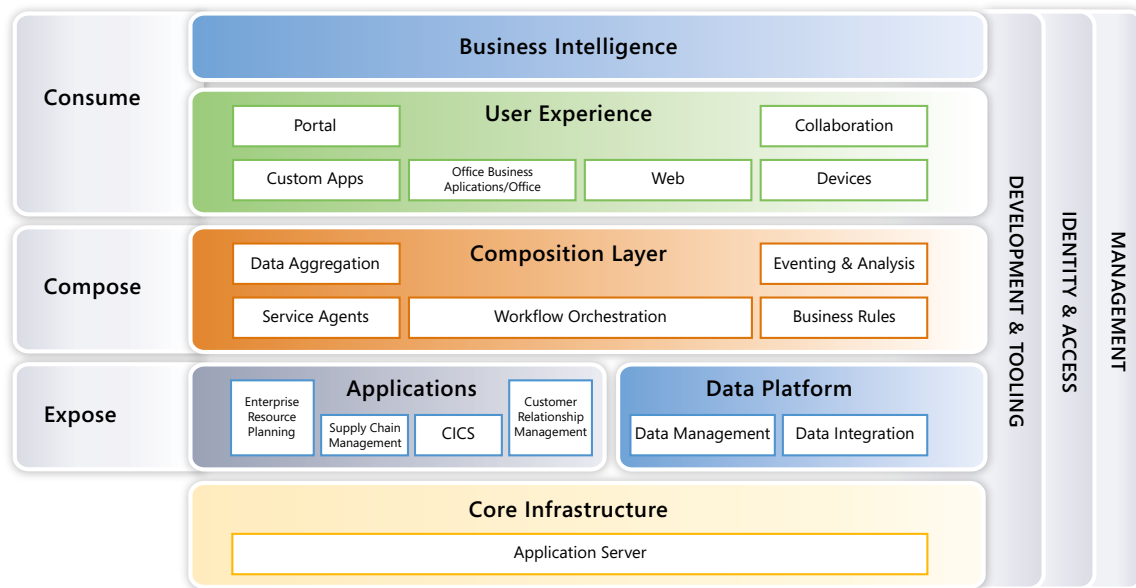 Consume
Business Intelligence
User Experience
Portal
Collaboration
Custom Apps
Office Business
Aplications/Office
Web
Devices
Compose
Composition Layer
Data Aggregation
Eventing & Analysis
Service Agents
Workflow Orchestration
Business Rules
Expose
Applications
Enterprise
Resource
Planning
Supply Chain
Management
CICS
Customer
Relationship
Management
Data Platform
Data Management
Data Integration
Core Infrastructure
Application Server
DEVELOPMENT & TOOLING
IDENTITY & ACCESS
MANAGEMENT